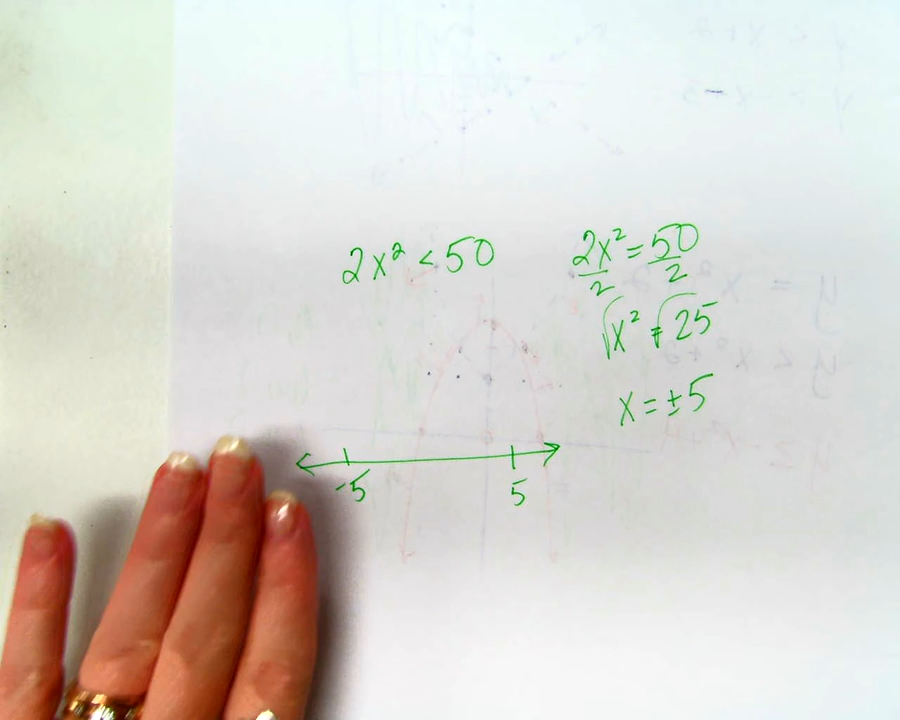 2x² < 50
2x² = 50
2 2
√x² = √25
x = ±5
-5 5